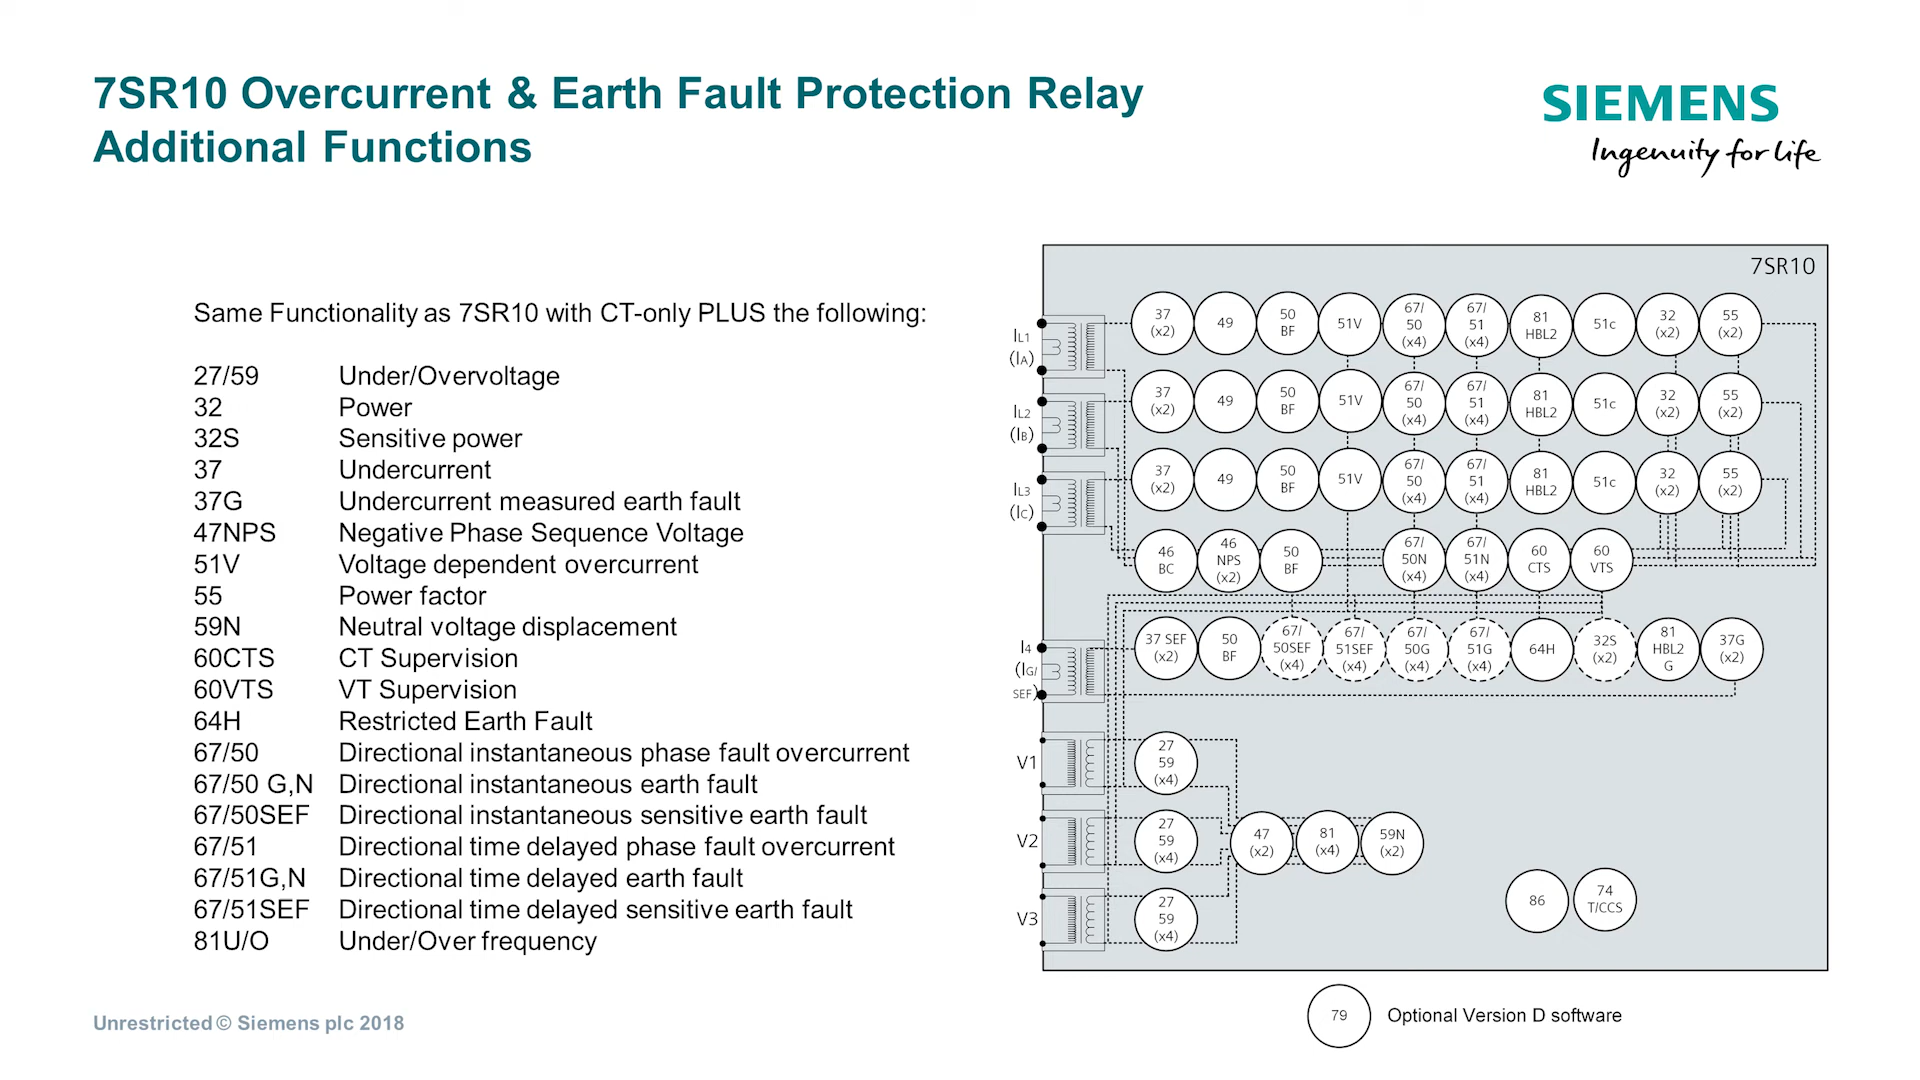 7SR10 Overcurrent & Earth Fault Protection Relay
Additional Functions
SIEMENS
Ingenuity for life
Same Functionality as 7SR10 with CT-only PLUS the following:
27/59 Under/Overvoltage
32 Power
32S Sensitive power
37 Undercurrent
37G Undercurrent measured earth fault
47NPS Negative Phase Sequence Voltage
51V Voltage dependent overcurrent
55 Power factor
59N Neutral voltage displacement
60CTS CT Supervision
60VTS VT Supervision
64H Restricted Earth Fault
67/50 Directional instantaneous phase fault overcurrent
67/50 G,N Directional instantaneous earth fault
67/50SEF Directional instantaneous sensitive earth fault
67/51 Directional time delayed phase fault overcurrent
67/51G,N Directional time delayed earth fault
67/51SEF Directional time delayed sensitive earth fault
81U/O Under/Over frequency
7SR10
IL1
(IA)
37
(x2)
49
50
BF
51V
67/
50
(x4)
67/
51
(x4)
81
HBL2
51c
32
(x2)
55
(x2)
IL2
(IB)
37
(x2)
49
50
BF
51V
67/
50
(x4)
67/
51
(x4)
81
HBL2
51c
32
(x2)
55
(x2)
IL3
(IC)
37
(x2)
49
50
BF
51V
67/
50
(x4)
67/
51
(x4)
81
HBL2
51c
32
(x2)
55
(x2)
46
BC
46
NPS
(x2)
50
BF
67/
50N
(x4)
67/
51N
(x4)
60
CTS
60
VTS
I4
(IG/
SEF)
37 SEF
(x2)
50
BF
67/
50SEF
(x4)
67/
51SEF
(x4)
67/
50G
(x4)
67/
51G
(x4)
64H
32S
(x2)
81
HBL2
G
37G
(x2)
V1
27
59
(x4)
V2
27
59
(x4)
47
(x2)
81
(x4)
59N
(x2)
V3
27
59
(x4)
86
74
T/CCS
79
Optional Version D software
Unrestricted © Siemens plc 2018